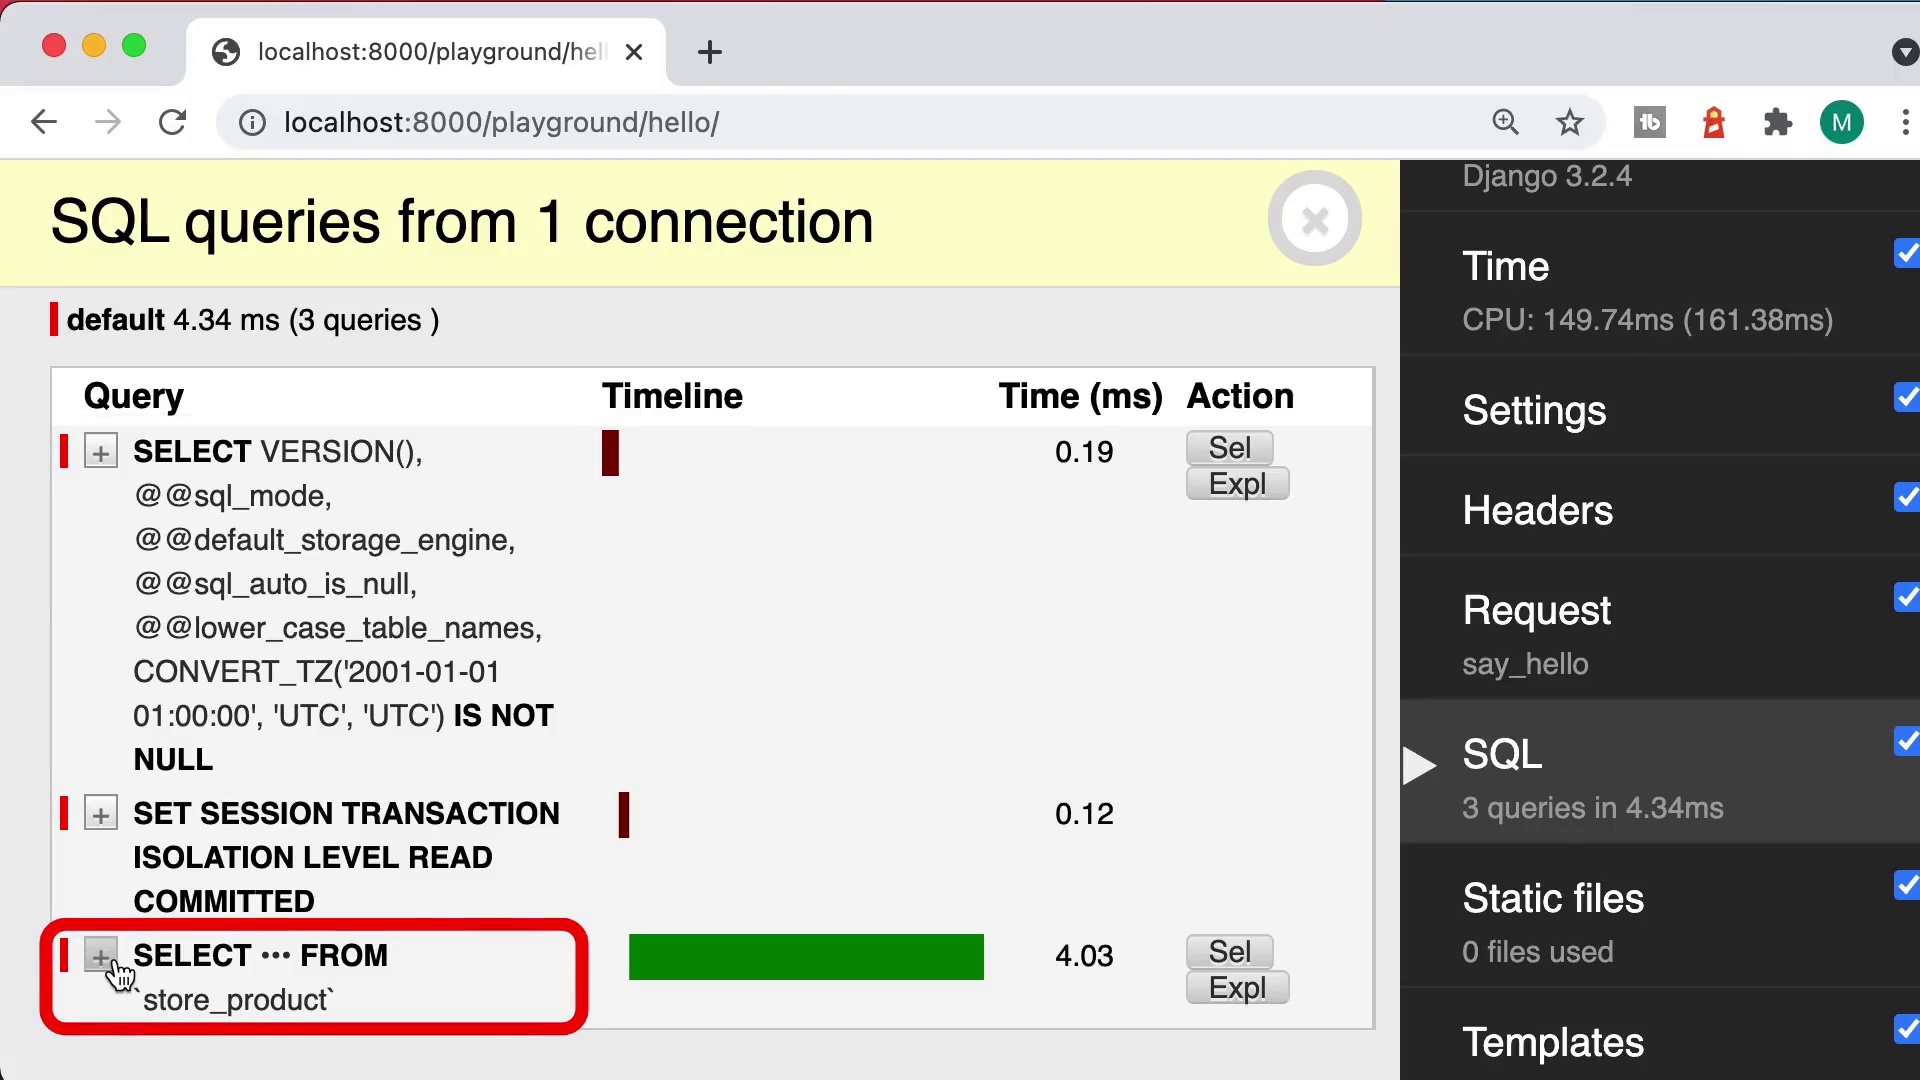 localhost:8000/playground/hell
localhost:8000/playground/hello/
M
SQL queries from 1 connection
default 4.34 ms (3 queries )
Query Timeline Time (ms) Action
+ SELECT VERSION(), 0.19 Sel
@@sql_mode, Expl
@@default_storage_engine,
@@sql_auto_is_null,
@@lower_case_table_names,
CONVERT_TZ('2001-01-01
01:00:00', 'UTC', 'UTC') IS NOT
NULL
+ SET SESSION TRANSACTION 0.12
ISOLATION LEVEL READ
COMMITTED
+ SELECT ••• FROM 4.03 Sel
`store_product` Expl
Django 3.2.4
Time
CPU: 149.74ms (161.38ms)
Settings
Headers
Request
say_hello
SQL
3 queries in 4.34ms
Static files
0 files used
Templates